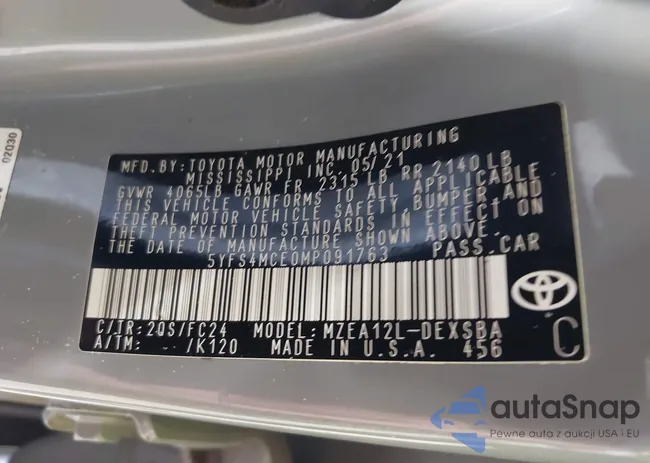 02030
MFD.BY: TOYOTA MOTOR MANUFACTURING
MISSISSIPPI INC. 05/21
GVWR 4065LB GAWR FR 2315LB RR 2140LB
THIS VEHICLE CONFORMS TO ALL APPLICABLE
FEDERAL MOTOR VEHICLE SAFETY, BUMPER AND
THEFT PREVENTION STANDARDS IN EFFECT ON
THE DATE OF MANUFACTURE SHOWN ABOVE.
5YFS4MCE0MP091763 PASS.CAR
C/TR: 2QS/FC24 MODEL: MZEA12L-DEXSBA
A/TM: /K120 MADE IN U.S.A. 456
C
autaSnap
Pewne auta z aukcji USA i EU